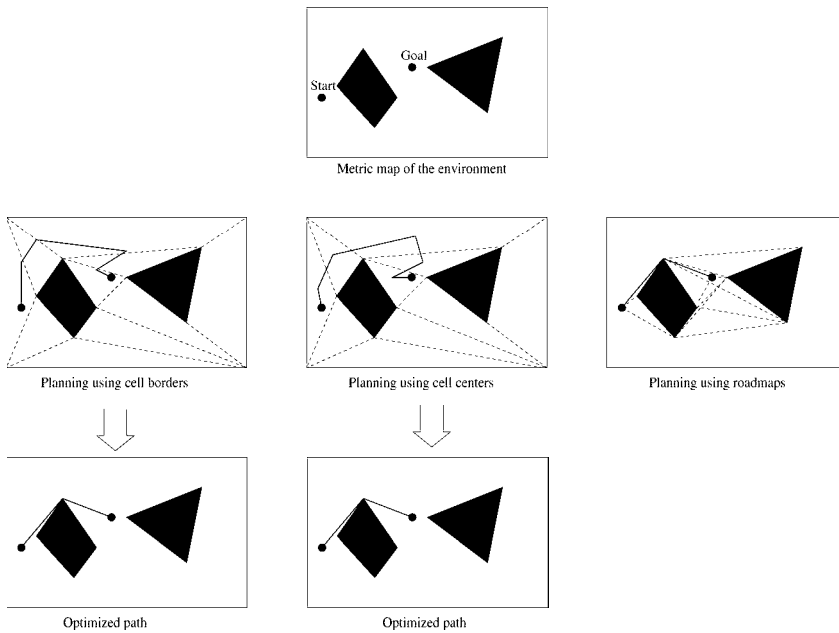 Goal
Start
Metric map of the environment
Planning using cell borders
Planning using cell centers
Planning using roadmaps
Optimized path
Optimized path